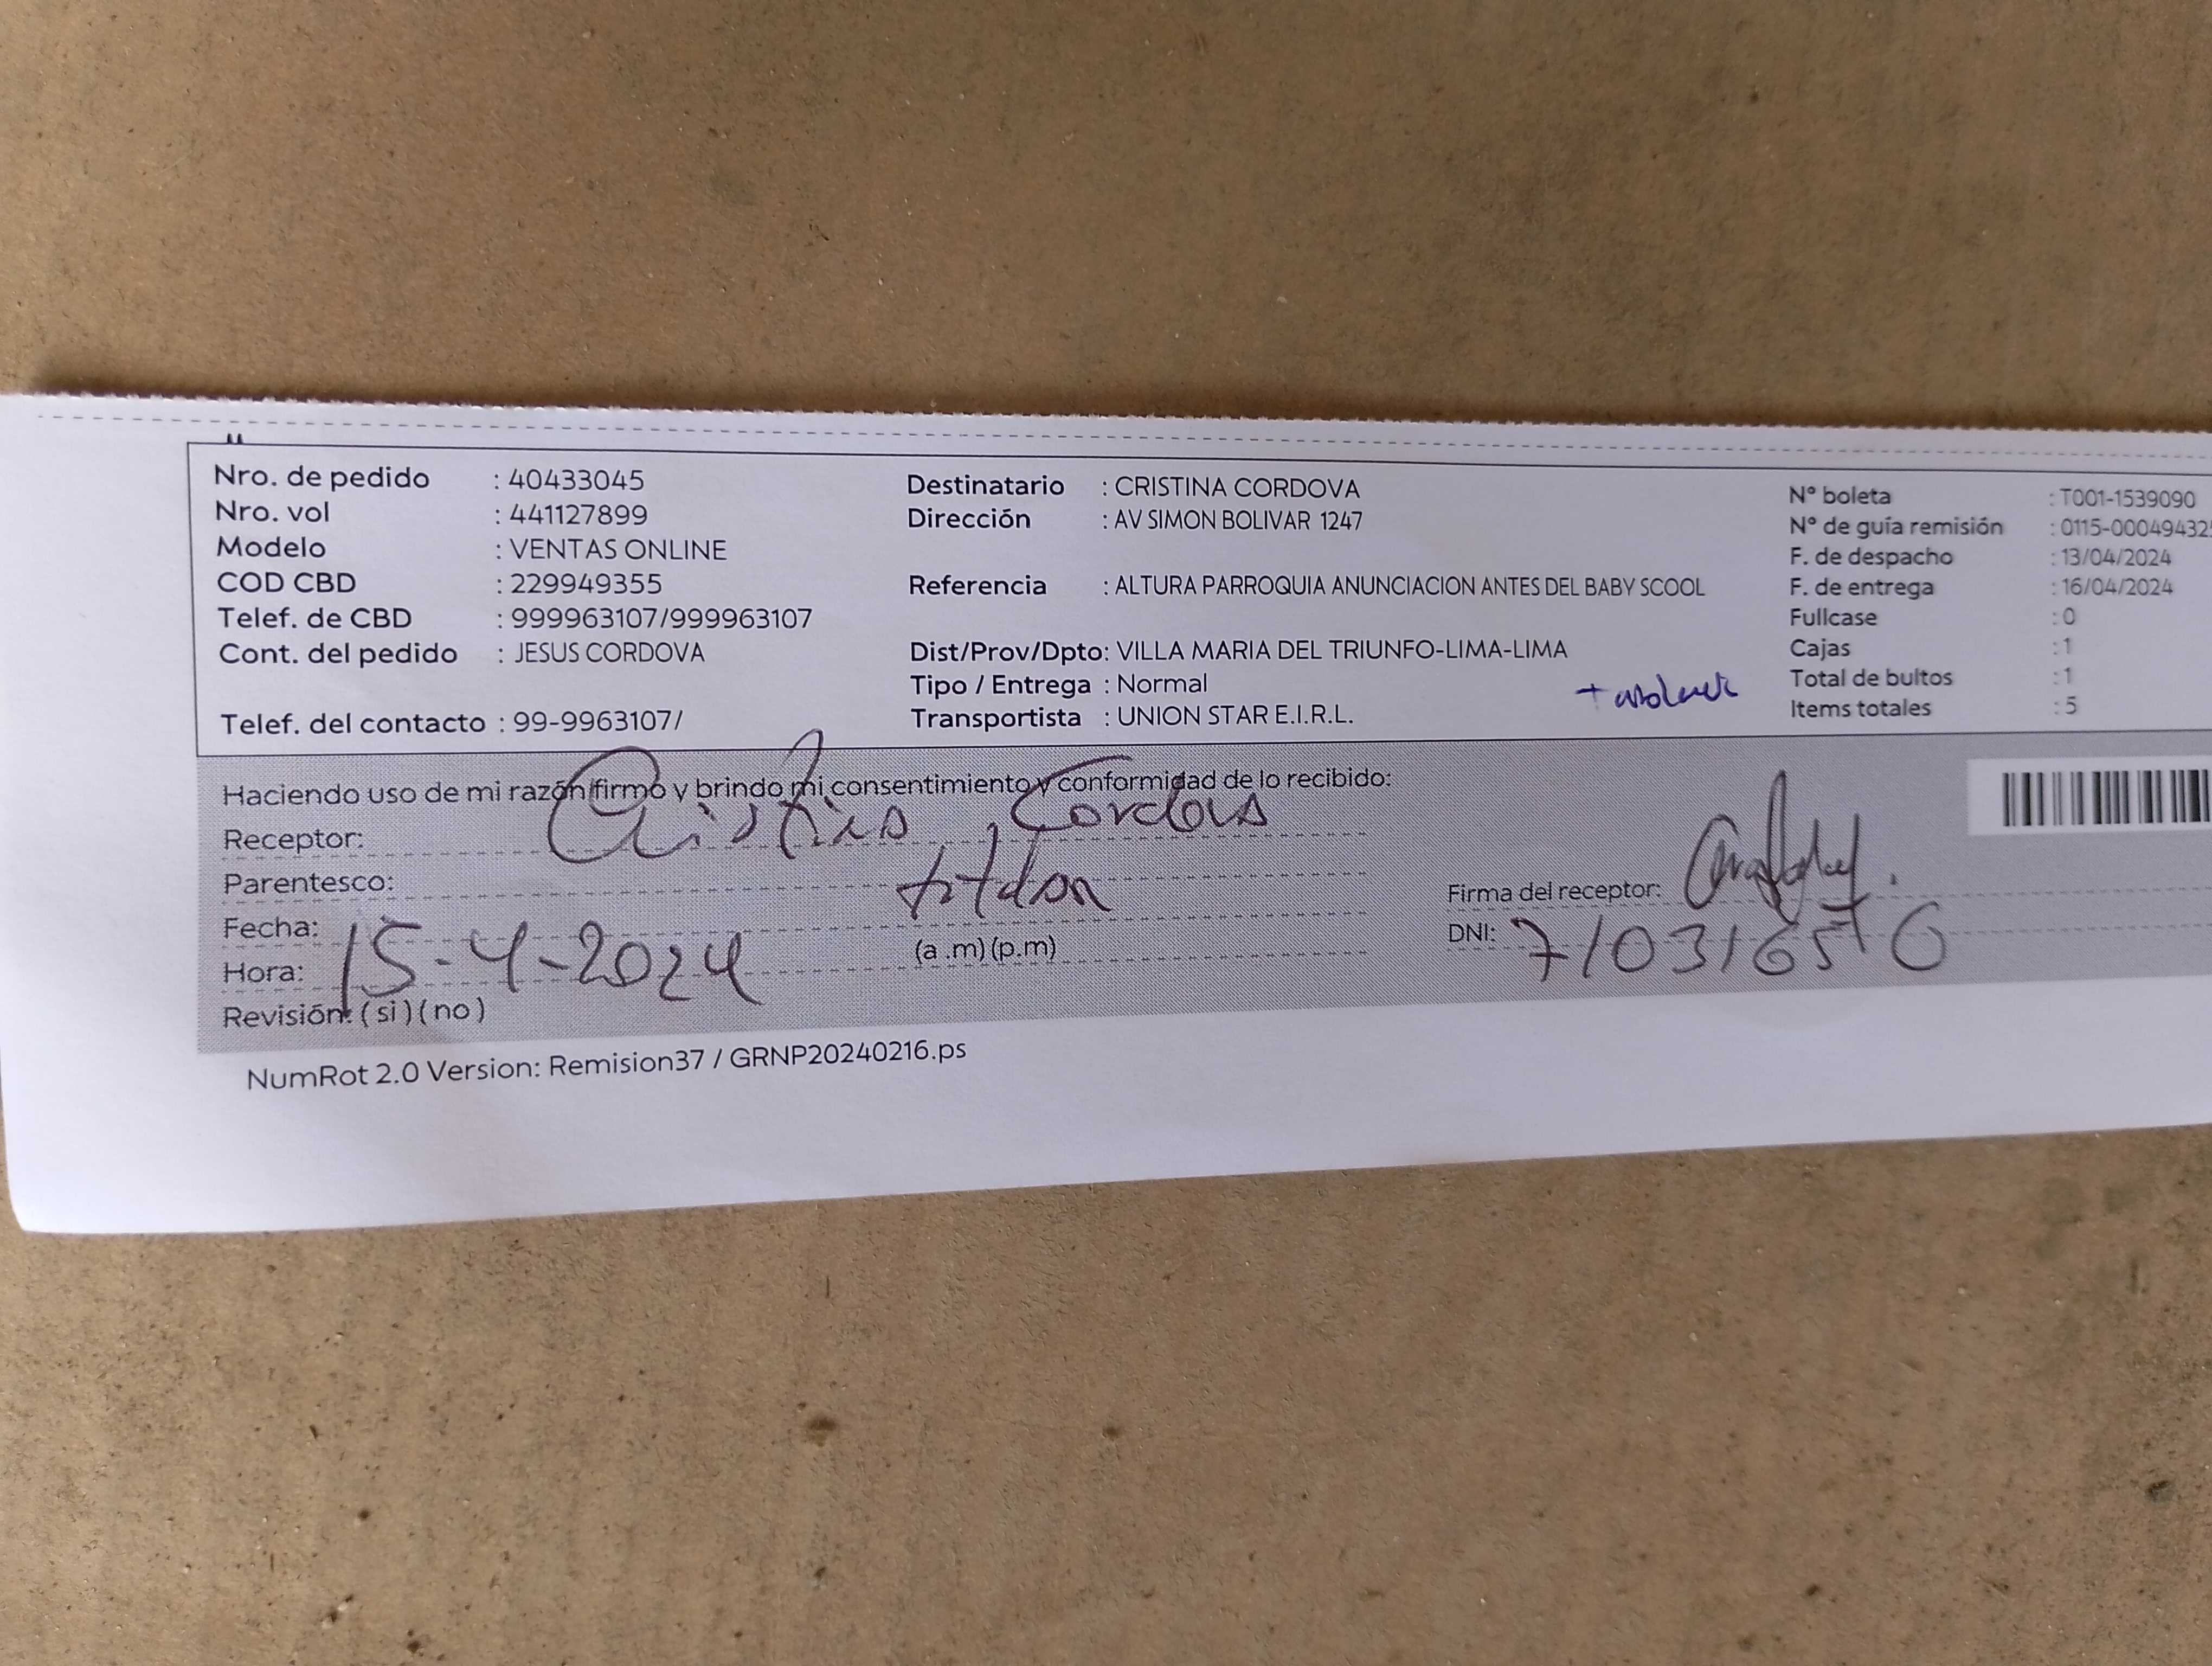 Nro. de pedido : 40433045
Nro. vol : 441127899
Modelo : VENTAS ONLINE
COD CBD : 229949355
Telef. de CBD : 999963107/999963107
Cont. del pedido : JESUS CORDOVA
Telef. del contacto : 99-9963107/
Destinatario : CRISTINA CORDOVA
Dirección : AV SIMON BOLIVAR 1247
Referencia : ALTURA PARROQUIA ANUNCIACION ANTES DEL BABY SCOOL
Dist/Prov/Dpto: VILLA MARIA DEL TRIUNFO-LIMA-LIMA
Tipo / Entrega : Normal
Transportista : UNION STAR E.I.R.L.
N° boleta : T001-1539090
N° de guía remisión : 0115-00049432
F. de despacho : 13/04/2024
F. de entrega : 16/04/2024
Fullcase : 0
Cajas : 1
Total de bultos : 1
Items totales : 5
Haciendo uso de mi razón firmo y brindo mi consentimiento y conformidad de lo recibido:
Receptor: Cristina Cordova
Parentesco:
Fecha: 15-4-2024
Hora: (a .m) (p.m)
Revisión: ( si ) ( no )
Firma del receptor:
DNI:
NumRot 2.0 Version: Remision37 / GRNP20240216.ps